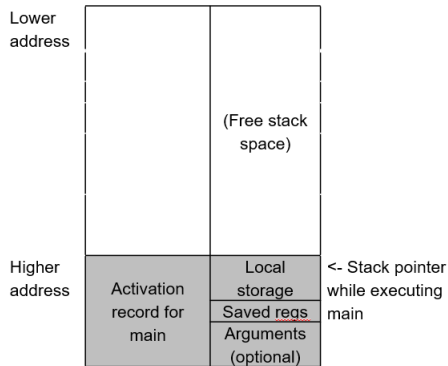 Lower
address
(Free stack
space)
Higher
address
Activation
record for
main
Local
storage
Saved regs
Arguments
(optional)
<- Stack pointer
while executing
main